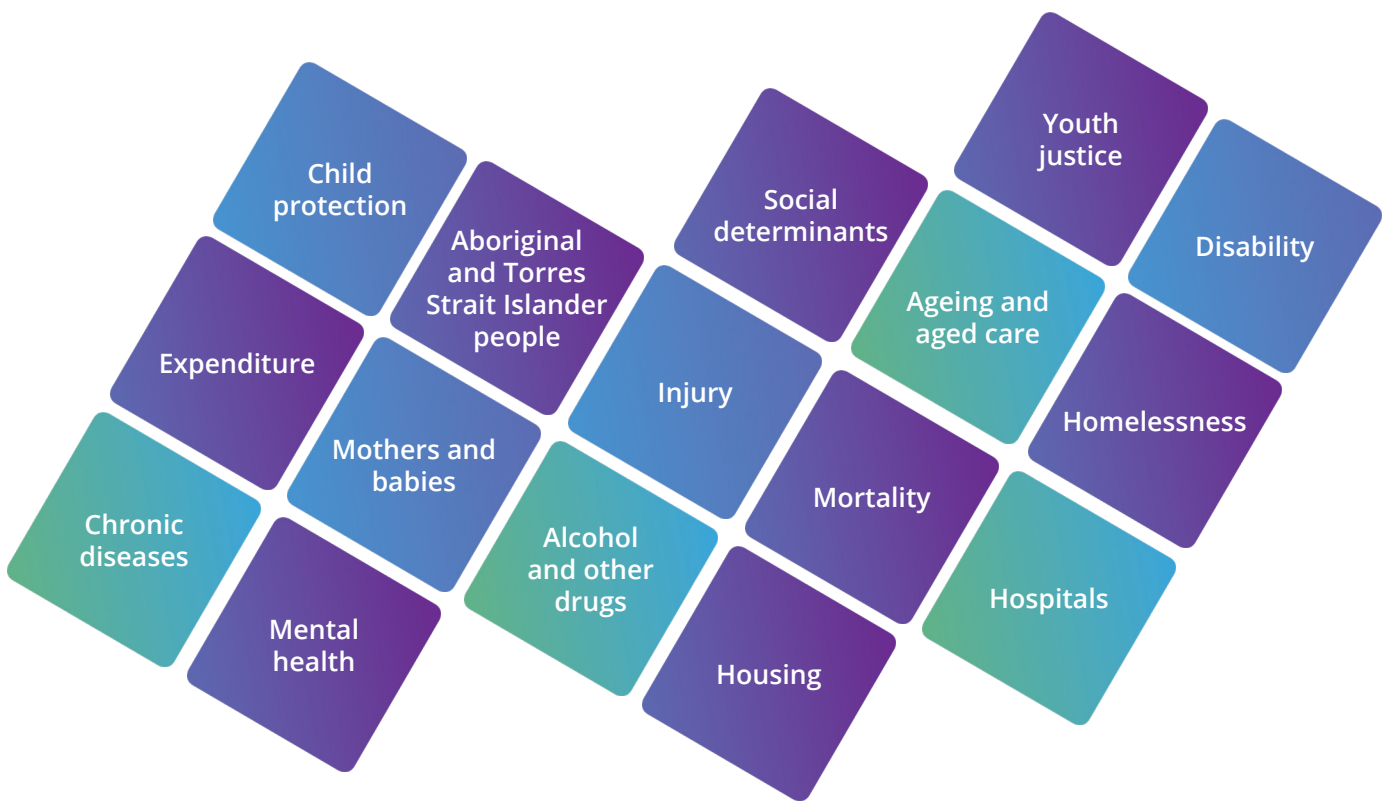 Youth
justice
Child
protection
Social
determinants
Disability
Aboriginal
and Torres
Strait Islander
people
Ageing and
aged care
Expenditure
Injury
Homelessness
Mothers and
babies
Mortality
Chronic
diseases
Alcohol
and other
drugs
Hospitals
Mental
health
Housing